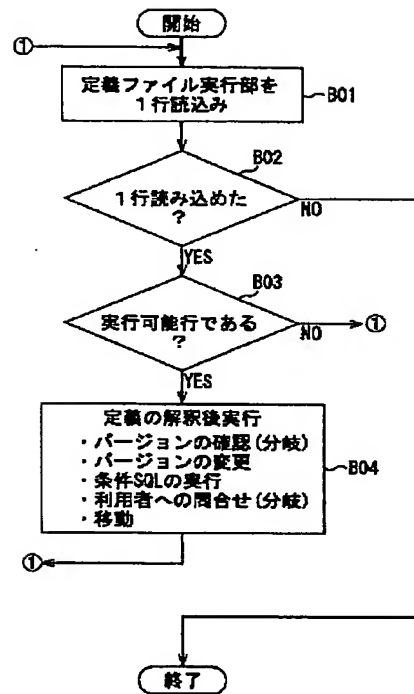 開始
①
定義ファイル実行部を
1行読込み
B01
B02
1行読み込めた
?
NO
YES
B03
実行可能行である
?
NO
①
YES
定義の解釈後実行
・バージョンの確認(分岐)
・バージョンの変更
・条件SQLの実行
・利用者への問合せ(分岐)
・移動
B04
①
終了